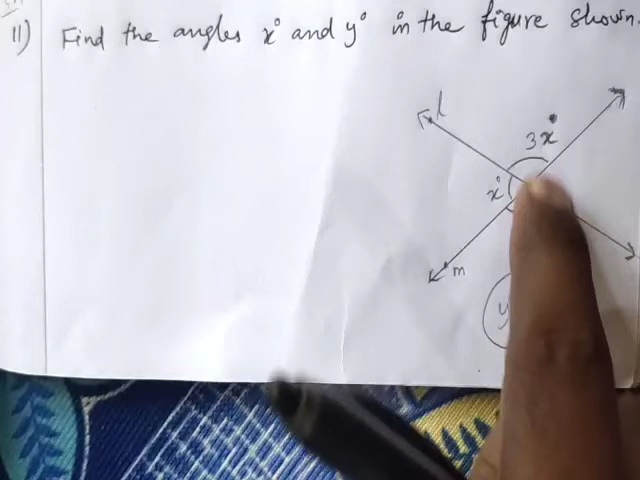 11) Find the angles x° and y° in the figure shown.
l
3x°
x°
m
y